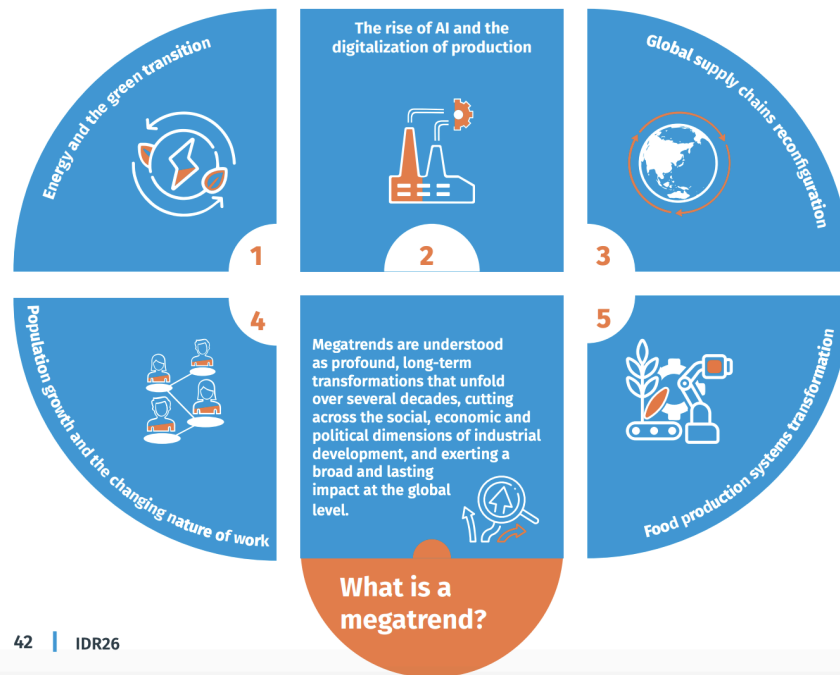 Energy and the green transition
1
The rise of AI and the
digitalization of production
2
Global supply chains reconfiguration
3
Population growth and the changing nature of work
4
Megatrends are understood
as profound, long-term
transformations that unfold
over several decades, cutting
across the social, economic and
political dimensions of industrial
development, and exerting a
broad and lasting
impact at the global
level.
What is a
megatrend?
5
Food production systems transformation
42 | IDR26